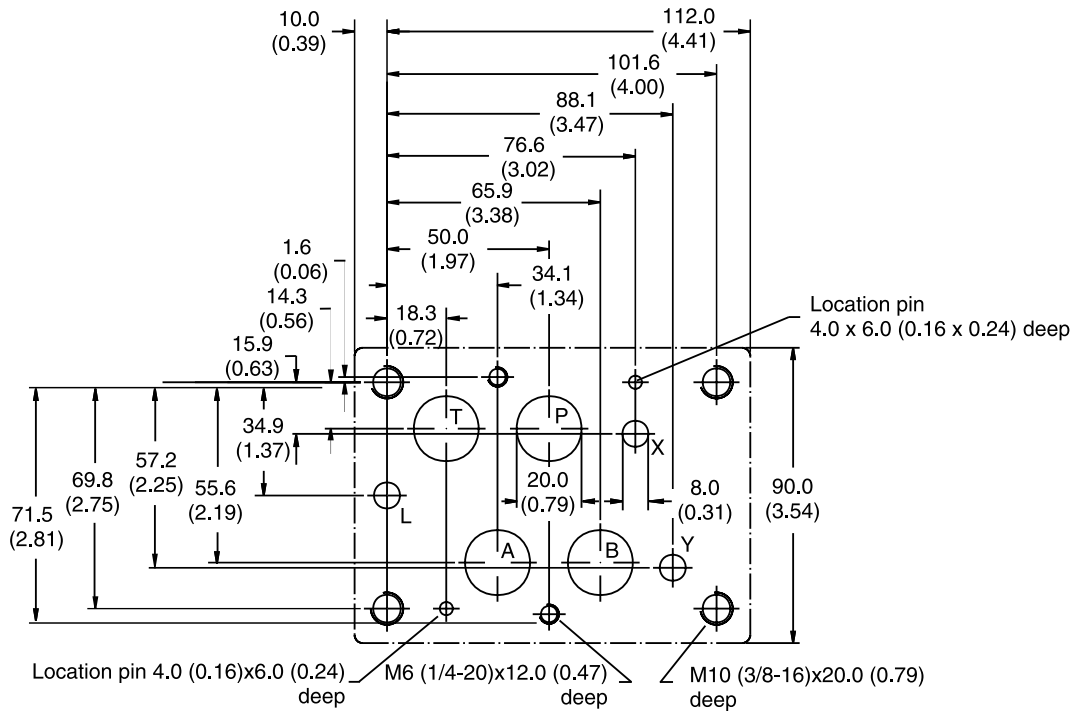 10.0
(0.39)
112.0
(4.41)
101.6
(4.00)
88.1
(3.47)
76.6
(3.02)
65.9
(3.38)
50.0
(1.97)
1.6
(0.06)
34.1
(1.34)
14.3
(0.56)
18.3
(0.72)
Location pin
4.0 x 6.0 (0.16 x 0.24) deep
15.9
(0.63)
T
P
X
34.9
(1.37)
57.2
(2.25)
69.8
(2.75)
55.6
(2.19)
71.5
(2.81)
20.0
(0.79)
8.0
(0.31)
90.0
(3.54)
L
A
B
Y
Location pin 4.0 (0.16)x6.0 (0.24)
deep
M6 (1/4-20)x12.0 (0.47)
deep
M10 (3/8-16)x20.0 (0.79)
deep